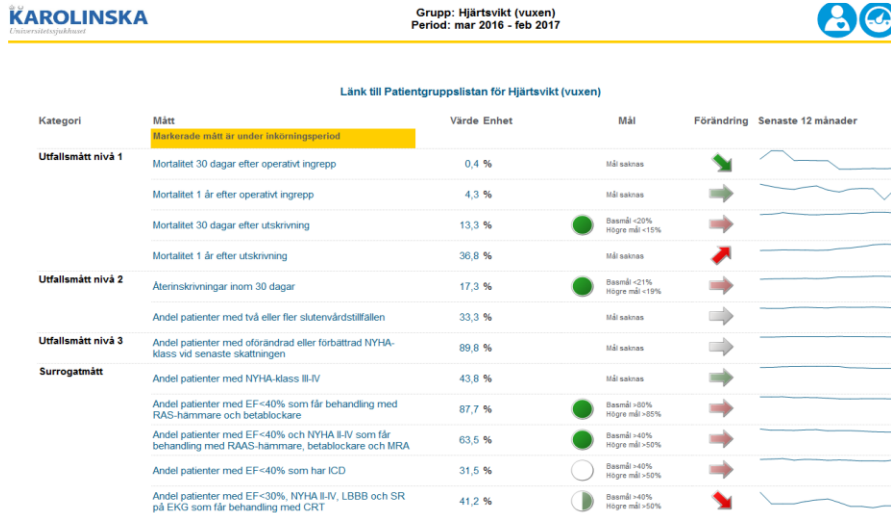 KAROLINSKA
Universitetssjukhuset
Grupp: Hjärtsvikt (vuxen)
Period: mar 2016 - feb 2017
Länk till Patientgruppslistan för Hjärtsvikt (vuxen)
Kategori Mått Värde Enhet Mål Förändring Senaste 12 månader
Markerade mått är under inkörningsperiod
Utfallsmått nivå 1
Mortalitet 30 dagar efter operativt ingrepp 0,4 % Mål saknas
Mortalitet 1 år efter operativt ingrepp 4,3 % Mål saknas
Mortalitet 30 dagar efter utskrivning 13,3 % Basmål <20%
Högre mål <15%
Mortalitet 1 år efter utskrivning 36,8 % Mål saknas
Utfallsmått nivå 2
Återinskrivningar inom 30 dagar 17,3 % Basmål <21%
Högre mål <19%
Andel patienter med två eller fler slutenvårdstillfällen 33,3 % Mål saknas
Utfallsmått nivå 3
Andel patienter med oförändrad eller förbättrad NYHA-
klass vid senaste skattningen 89,8 % Mål saknas
Surrogatmått
Andel patienter med NYHA-klass III-IV 43,8 % Mål saknas
Andel patienter med EF<40% som får behandling med
RAS-hämmare och betablockare 87,7 % Basmål >80%
Högre mål >85%
Andel patienter med EF<40% och NYHA II-IV som får
behandling med RAAS-hämmare, betablockare och MRA 63,5 % Basmål >40%
Högre mål >50%
Andel patienter med EF<40% som har ICD 31,5 % Basmål >40%
Högre mål >50%
Andel patienter med EF<30%, NYHA II-IV, LBBB och SR
på EKG som får behandling med CRT 41,2 % Basmål >40%
Högre mål >50%